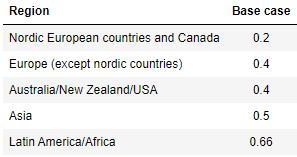 Region Base case
Nordic European countries and Canada 0.2
Europe (except nordic countries) 0.4
Australia/New Zealand/USA 0.4
Asia 0.5
Latin America/Africa 0.66